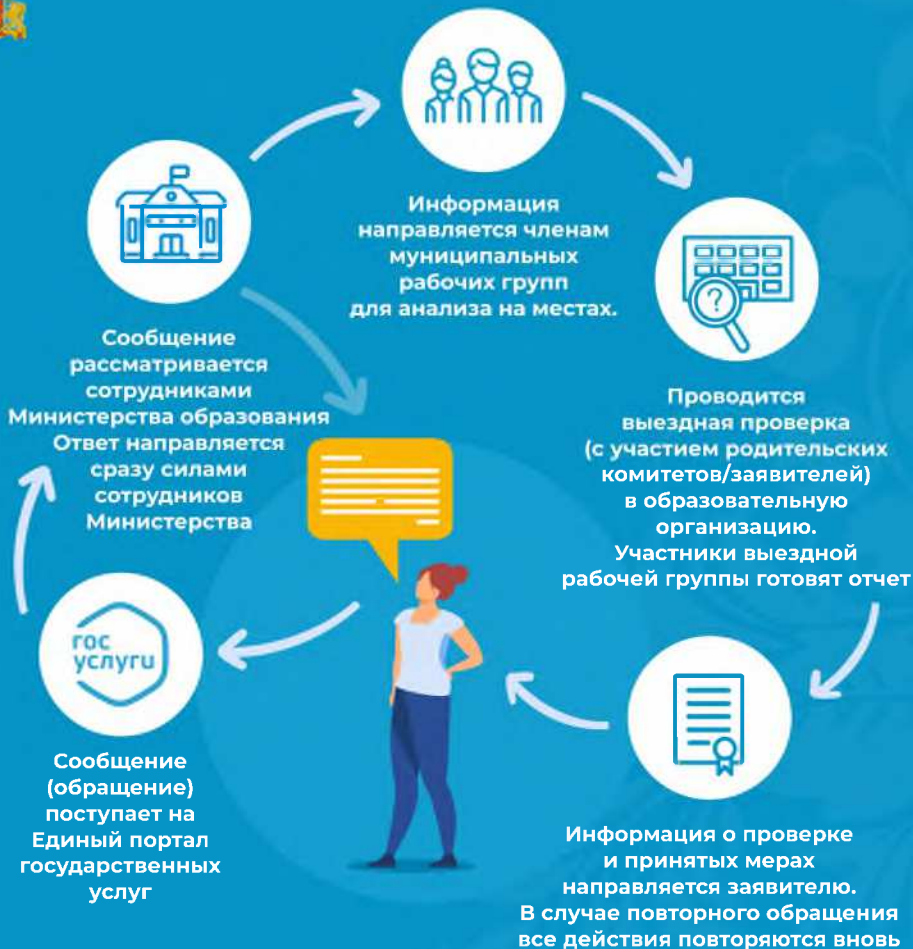 Информация
направляется членам
муниципальных
рабочих групп
для анализа на местах.
Сообщение
рассматривается
сотрудниками
Министерства образования
Ответ направляется
сразу силами
сотрудников
Министерства
?
Проводится
выездная проверка
(с участием родительских
комитетов/заявителей)
в образовательную
организацию.
Участники выездной
рабочей группы готовят отчет
гос
услуги
Сообщение
(обращение)
поступает на
Единый портал
государственных
услуг
Информация о проверке
и принятых мерах
направляется заявителю.
В случае повторного обращения
все действия повторяются вновь